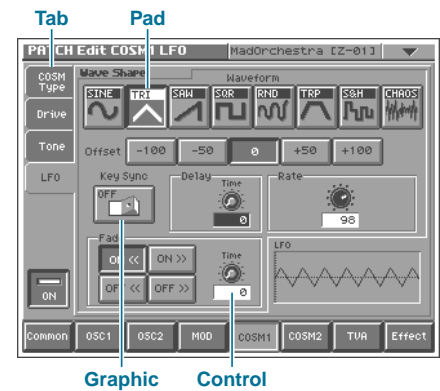 Tab
Pad
PATCH Edit COSM1 LFO
MadOrchestra [Z-01]
COSM Type
Drive
Tone
LFO
ON
Wave Shape
Waveform
SINE TRI SAW SQR RND TRP S&H CHAOS
Offset -100 -50 0 +50 +100
Key Sync
OFF
Delay
Time
0
Rate
98
Fade
ON << ON >>
OFF << OFF >>
Time
0
LFO
Common OSC1 OSC2 MOD COSM1 COSM2 TVA Effect
Graphic
Control